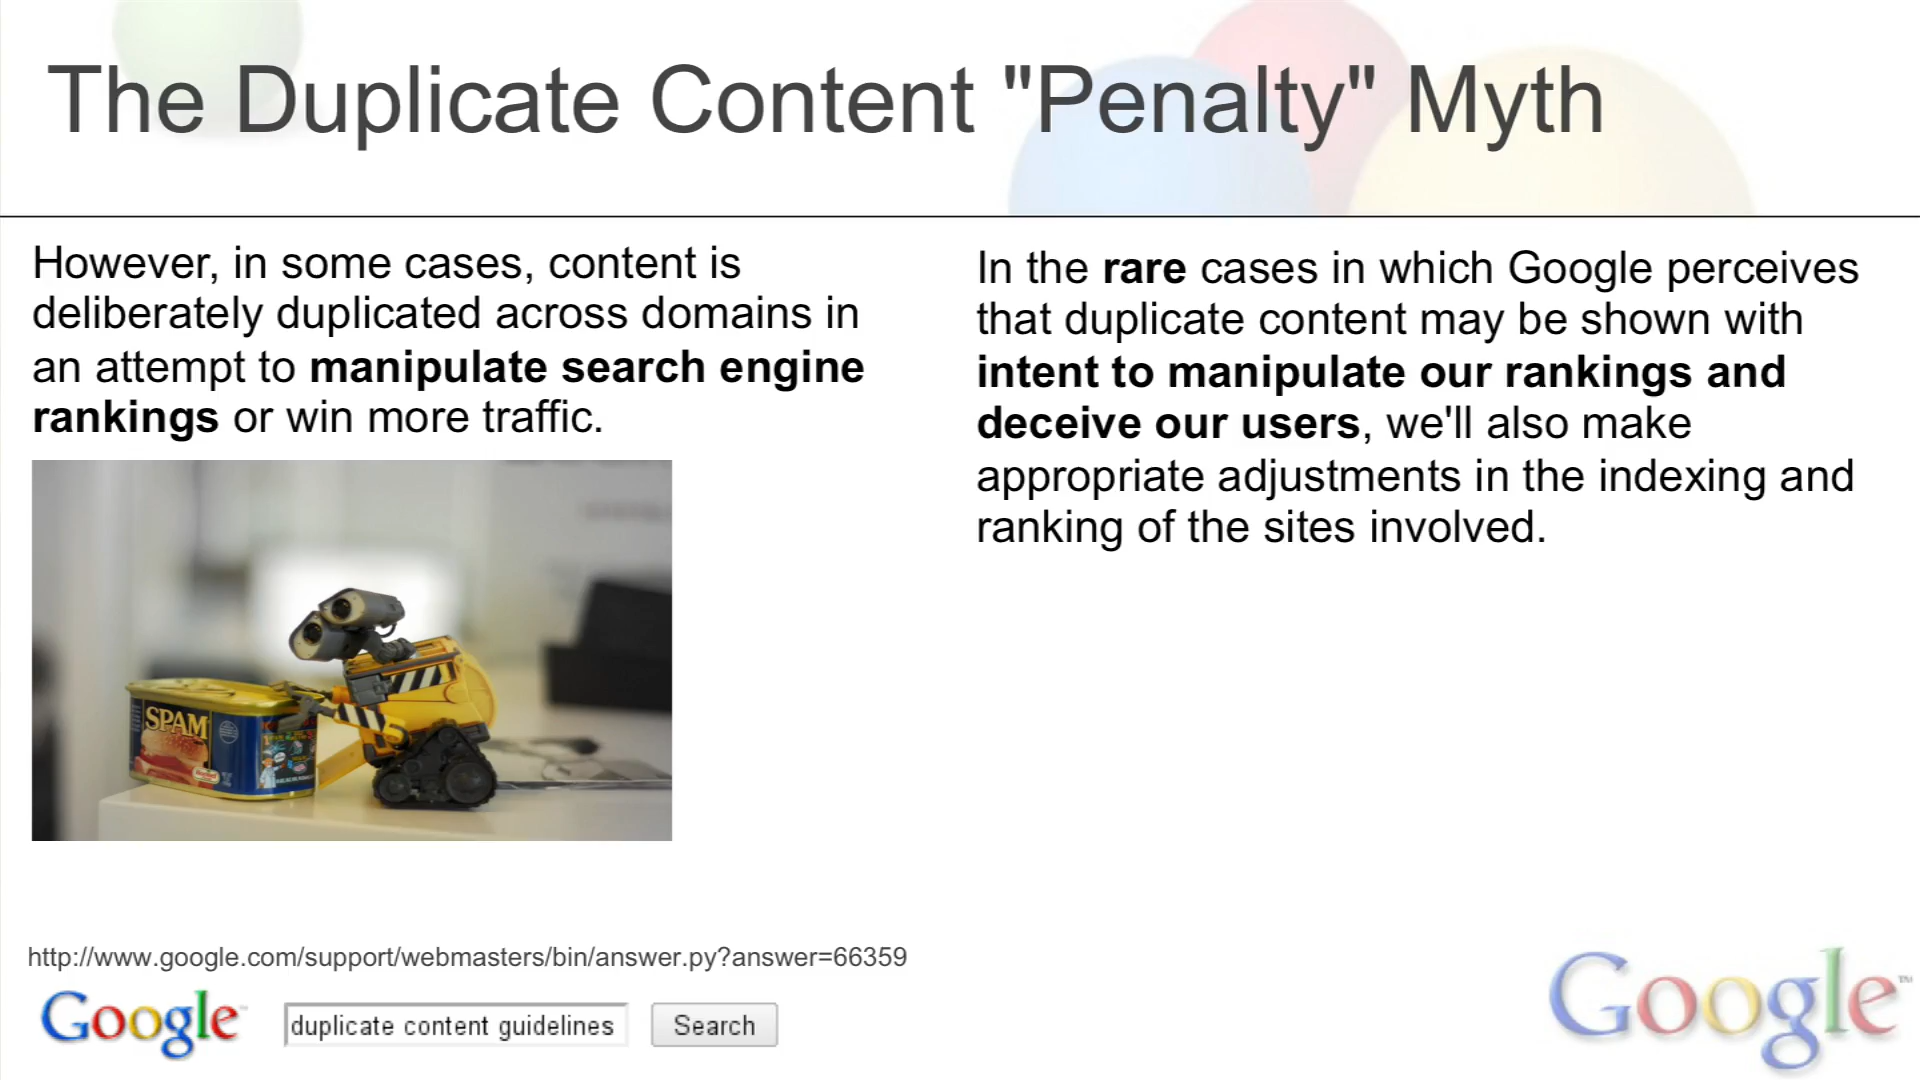 The Duplicate Content "Penalty" Myth
However, in some cases, content is
deliberately duplicated across domains in
an attempt to manipulate search engine
rankings or win more traffic.
SPAM
In the rare cases in which Google perceives
that duplicate content may be shown with
intent to manipulate our rankings and
deceive our users, we'll also make
appropriate adjustments in the indexing and
ranking of the sites involved.
http://www.google.com/support/webmasters/bin/answer.py?answer=66359
Google
duplicate content guidelines
Search
Google™